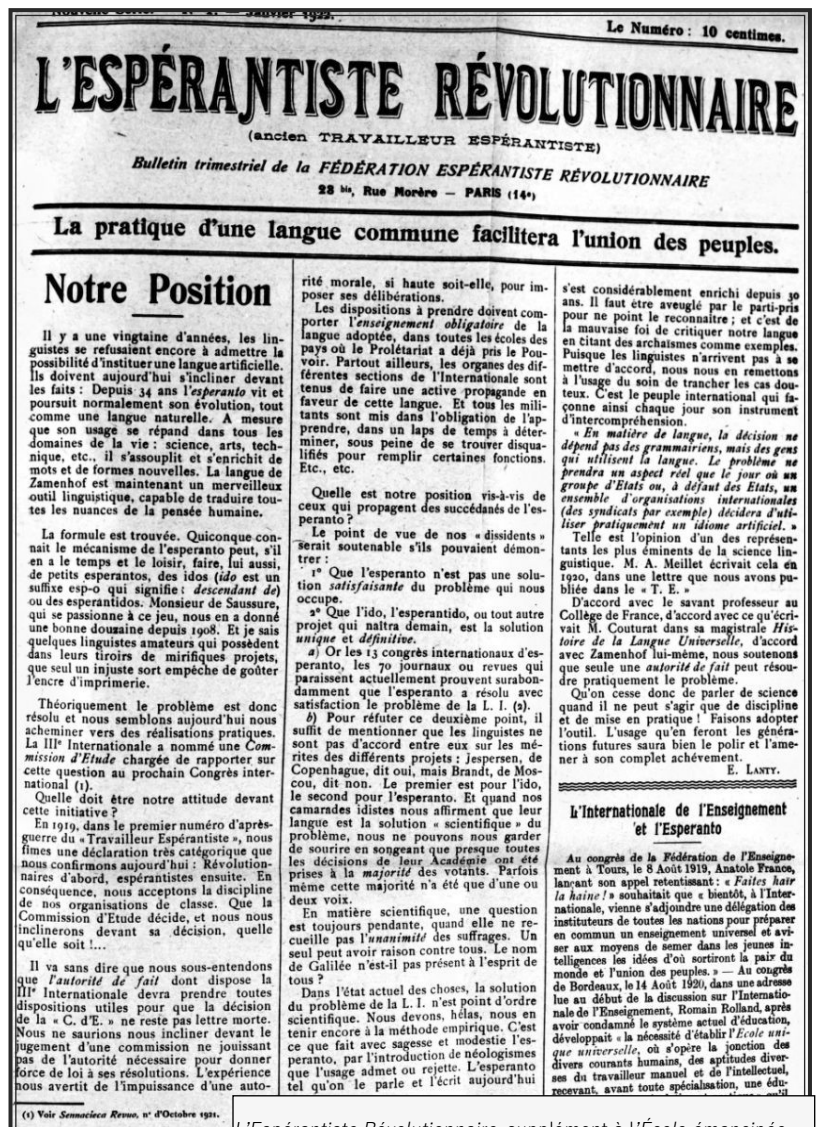 Nouvelle Série. — N° 1. — Janvier 1922.
Le Numéro : 10 centimes.
L'ESPÉRANTISTE RÉVOLUTIONNAIRE
(ancien TRAVAILLEUR ESPÉRANTISTE)
Bulletin trimestriel de la FÉDÉRATION ESPÉRANTISTE RÉVOLUTIONNAIRE
23 bis, Rue Morère — PARIS (14e)
La pratique d'une langue commune facilitera l'union des peuples.
Notre Position
Il y a une vingtaine d'années, les lin-
guistes se refusaient encore à admettre la
possibilité d'instituer une langue artificielle.
Ils doivent aujourd'hui s'incliner devant
les faits : Depuis 34 ans l'esperanto vit et
poursuit normalement son évolution, tout
comme une langue naturelle. A mesure
que son usage se répand dans tous les
domaines de la vie : science, arts, tech-
nique, etc., il s'assouplit et s'enrichit de
mots et de formes nouvelles. La langue de
Zamenhof est maintenant un merveilleux
outil linguistique, capable de traduire tou-
tes les nuances de la pensée humaine.
La formule est trouvée. Quiconque con-
nait le mécanisme de l'esperanto peut, s'il
en a le temps et le loisir, faire, lui aussi,
de petits esperantos, des idos (ido est un
suffixe esp-o qui signifie : descendant de)
ou des esperantidos. Monsieur de Saussure,
qui se passionne à ce jeu, nous en a donné
une bonne douzaine depuis 1908. Et je sais
quelques linguistes amateurs qui possèdent
dans leurs tiroirs de mirifiques projets,
que seul un injuste sort empêche de goûter
l'encre d'imprimerie.
Théoriquement le problème est donc
résolu et nous semblons aujourd'hui nous
acheminer vers des réalisations pratiques.
La IIIe Internationale a nommé une Com-
mission d'Etude chargée de rapporter sur
cette question au prochain Congrès inter-
national (1).
Quelle doit être notre attitude devant
cette initiative ?
En 1919, dans le premier numéro d'après-
guerre du « Travailleur Espérantiste », nous
fimes une déclaration très catégorique que
nous confirmons aujourd'hui : Révolution-
naires d'abord, espérantistes ensuite. En
conséquence, nous acceptons la discipline
de nos organisations de classe. Que la
Commission d'Etude décide, et nous nous
inclinerons devant sa décision, quelle
qu'elle soit !...
Il va sans dire que nous sous-entendons
que l'autorité de fait dont dispose la
IIIe Internationale devra prendre toutes
dispositions utiles pour que la décision
de la « C. d'E. » ne reste pas lettre morte.
Nous ne saurions nous incliner devant le
jugement d'une commission ne jouissant
pas de l'autorité nécessaire pour donner
force de loi à ses résolutions. L'expérience
nous avertit de l'impuissance d'une auto-
(1) Voir Sennacieca Revuo, n° d'Octobre 1921.
rité morale, si haute soit-elle, pour im-
poser ses délibérations.
Les dispositions à prendre doivent com-
porter l'enseignement obligatoire de la
langue adoptée, dans toutes les écoles des
pays où le Prolétariat a déjà pris le Pou-
voir. Partout ailleurs, les organes des dif-
férentes sections de l'Internationale sont
tenus de faire une active propagande en
faveur de cette langue. Et tous les mili-
tants sont mis dans l'obligation de l'ap-
prendre, dans un laps de temps à déter-
miner, sous peine de se trouver disqua-
lifiés pour remplir certaines fonctions.
Etc., etc.
Quelle est notre position vis-à-vis de
ceux qui propagent des succédanés de l'es-
peranto ?
Le point de vue de nos « dissidents »
serait soutenable s'ils pouvaient démon-
trer :
1° Que l'esperanto n'est pas une solu-
tion satisfaisante du problème qui nous
occupe.
2° Que l'ido, l'esperantido, ou tout autre
projet qui naîtra demain, est la solution
unique et définitive.
a) Or les 13 congrès internationaux d'es-
peranto, les 70 journaux ou revues qui
paraissent actuellement prouvent surabon-
damment que l'esperanto a résolu avec
satisfaction le problème de la L. I. (2).
b) Pour réfuter ce deuxième point, il
suffit de mentionner que les linguistes ne
sont pas d'accord entre eux sur les mé-
rites des différents projets : Jespersen, de
Copenhague, dit oui, mais Brandt, de Mos-
cou, dit non. Le premier est pour l'ido,
le second pour l'esperanto. Et quand nos
camarades idistes nous affirment que leur
langue est la solution « scientifique » du
problème, nous ne pouvons nous garder
de sourire en songeant que presque toutes
les décisions de leur Académie ont été
prises à la majorité des votants. Parfois
même cette majorité n'a été que d'une ou
deux voix.
En matière scientifique, une question
est toujours pendante, quand elle ne re-
cueille pas l'unanimité des suffrages. Un
seul peut avoir raison contre tous. Le nom
de Galilée n'est-il pas présent à l'esprit de
tous ?
Dans l'état actuel des choses, la solution
du problème de la L. I. n'est point d'ordre
scientifique. Nous devons, hélas, nous en
tenir encore à la méthode empirique. C'est
ce que fait avec sagesse et modestie l'es-
peranto, par l'introduction de néologismes
que l'usage admet ou rejette. L'esperanto
tel qu'on le parle et l'écrit aujourd'hui
s'est considérablement enrichi depuis 30
ans. Il faut être aveuglé par le parti-pris
pour ne point le reconnaitre ; et c'est de
la mauvaise foi de critiquer notre langue
en citant des archaïsmes comme exemples.
Puisque les linguistes n'arrivent pas à se
mettre d'accord, nous nous en remettons
à l'usage du soin de trancher les cas dou-
teux. C'est le peuple international qui fa-
çonne ainsi chaque jour son instrument
d'intercompréhension.
« En matière de langue, la décision ne
dépend pas des grammairiens, mais des gens
qui utilisent la langue. Le problème ne
prendra un aspect réel que le jour où un
groupe d'Etats ou, à défaut des Etats, un
ensemble d'organisations internationales
(des syndicats par exemple) décidera d'uti-
liser pratiquement un idiome artificiel. »
Telle est l'opinion d'un des représen-
tants les plus éminents de la science lin-
guistique. M. A. Meillet écrivait cela en
1920, dans une lettre que nous avons pu-
bliée dans le « T. E. »
D'accord avec le savant professeur au
Collège de France, d'accord avec ce qu'écri-
vait M. Couturat dans sa magistrale His-
toire de la Langue Universelle, d'accord
avec Zamenhof lui-même, nous soutenons
que seule une autorité de fait peut résou-
dre pratiquement le problème.
Qu'on cesse donc de parler de science
quand il ne peut s'agir que de discipline
et de mise en pratique ! Faisons adopter
l'outil. L'usage qu'en feront les généra-
tions futures saura bien le polir et l'ame-
ner à son complet achévement.
E. LANTY.
L'Internationale de l'Enseignement
et l'Esperanto
Au congrès de la Fédération de l'Enseigne-
ment à Tours, le 8 Août 1919, Anatole France,
lançant son appel retentissant : « Faites haïr
la haine ! » souhaitait que « bientôt, à l'Inter-
nationale, vienne s'adjoindre une délégation des
instituteurs de toutes les nations pour préparer
en commun un enseignement universel et avi-
ser aux moyens de semer dans les jeunes in-
telligences les idées d'où sortiront la paix du
monde et l'union des peuples. » — Au congrès
de Bordeaux, le 14 Août 1920, dans une adresse
lue au début de la discussion sur l'Internatio-
nale de l'Enseignement, Romain Rolland, après
avoir condamné le système actuel d'éducation,
développait « la nécessité d'établir l'École uni-
que universelle, où s'opère la jonction des
divers courants humains, des aptitudes diver-
ses du travailleur manuel et de l'intellectuel,
recevant, avant toute spécialisation, une édu-
L'Espérantiste Révolutionnaire, supplément à L'École émancipée